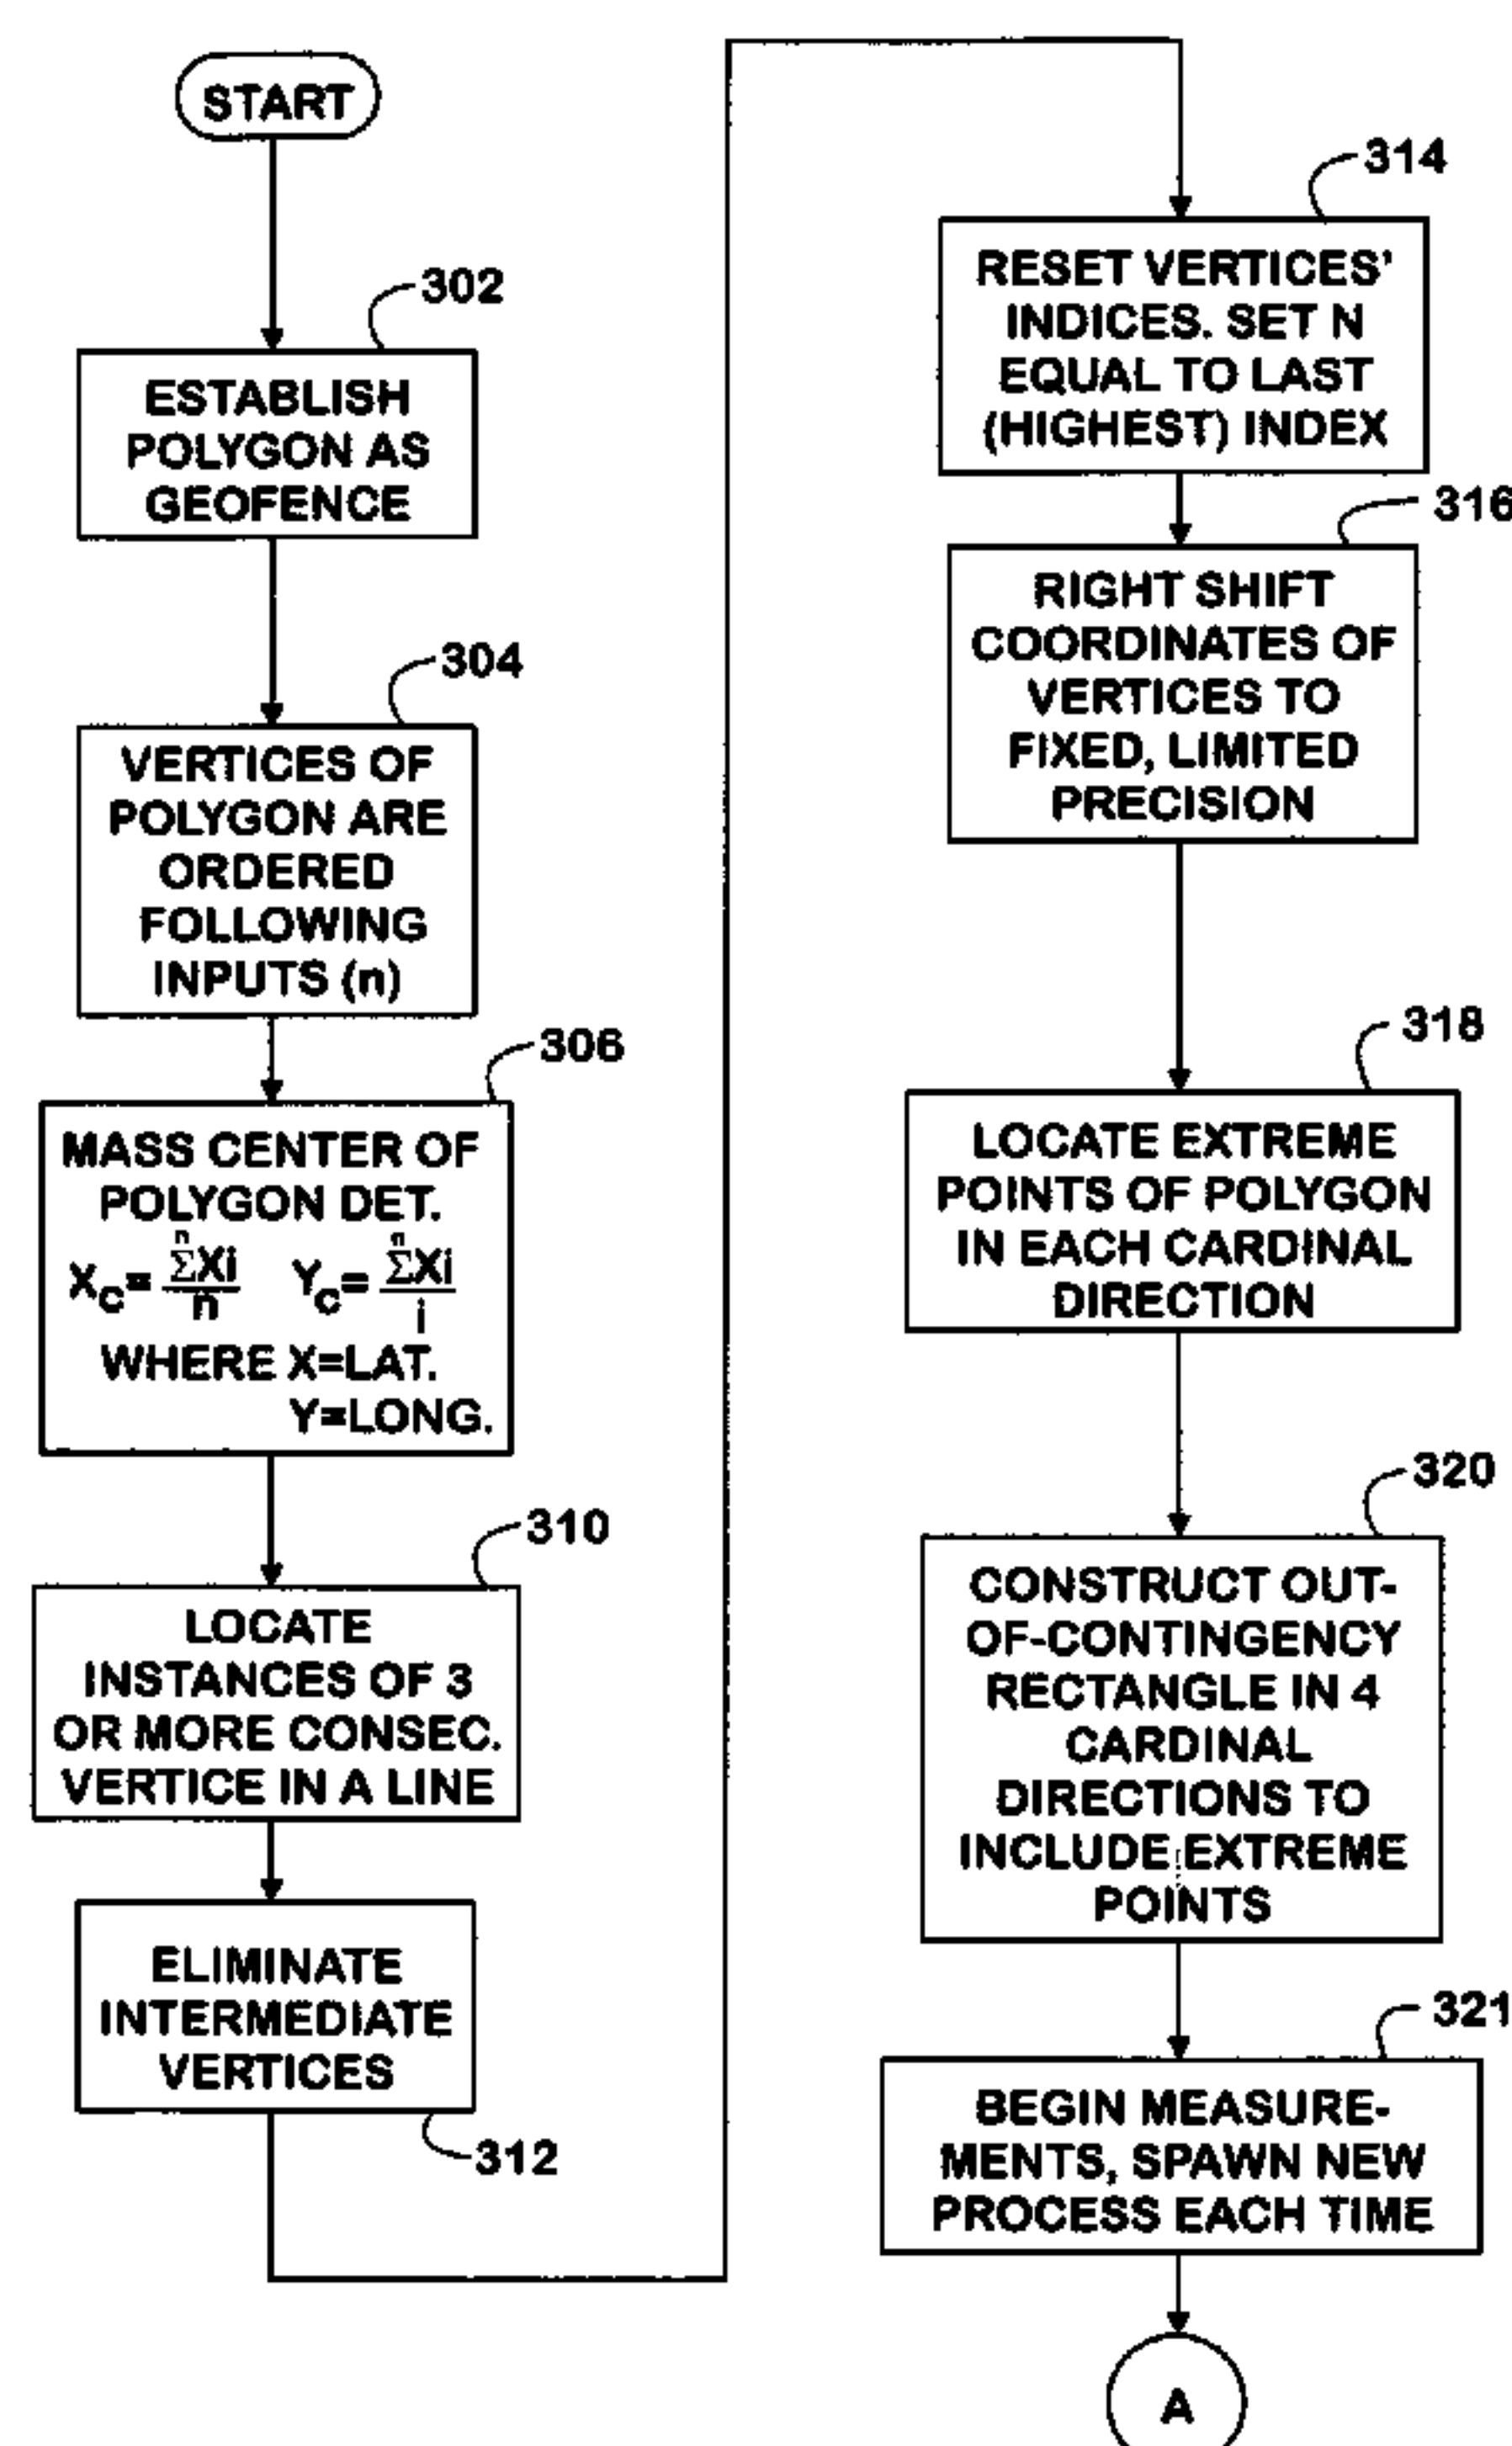 START
302
ESTABLISH
POLYGON AS
GEOFENCE
304
VERTICES OF
POLYGON ARE
ORDERED
FOLLOWING
INPUTS (n)
306
MASS CENTER OF
POLYGON DET.
Xc= n Σ Xi / n   Yc= n Σ Xi / i
WHERE X=LAT.
Y=LONG.
310
LOCATE
INSTANCES OF 3
OR MORE CONSEC.
VERTICE IN A LINE
ELIMINATE
INTERMEDIATE
VERTICES
312
314
RESET VERTICES'
INDICES. SET N
EQUAL TO LAST
(HIGHEST) INDEX
316
RIGHT SHIFT
COORDINATES OF
VERTICES TO
FIXED, LIMITED
PRECISION
318
LOCATE EXTREME
POINTS OF POLYGON
IN EACH CARDINAL
DIRECTION
320
CONSTRUCT OUT-
OF-CONTINGENCY
RECTANGLE IN 4
CARDINAL
DIRECTIONS TO
INCLUDE EXTREME
POINTS
321
BEGIN MEASURE-
MENTS, SPAWN NEW
PROCESS EACH TIME
A